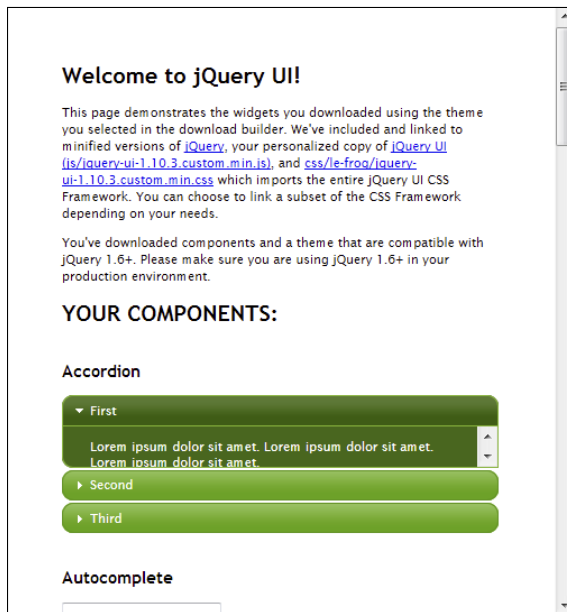 Welcome to jQuery UI!
This page demonstrates the widgets you downloaded using the theme
you selected in the download builder. We've included and linked to
minified versions of jQuery, your personalized copy of jQuery UI
(js/jquery-ui-1.10.3.custom.min.js), and css/le-frog/jquery-
ui-1.10.3.custom.min.css which imports the entire jQuery UI CSS
Framework. You can choose to link a subset of the CSS Framework
depending on your needs.
You've downloaded components and a theme that are compatible with
jQuery 1.6+. Please make sure you are using jQuery 1.6+ in your
production environment.
YOUR COMPONENTS:
Accordion
First
Lorem ipsum dolor sit amet. Lorem ipsum dolor sit amet.
Lorem ipsum dolor sit amet.
Second
Third
Autocomplete